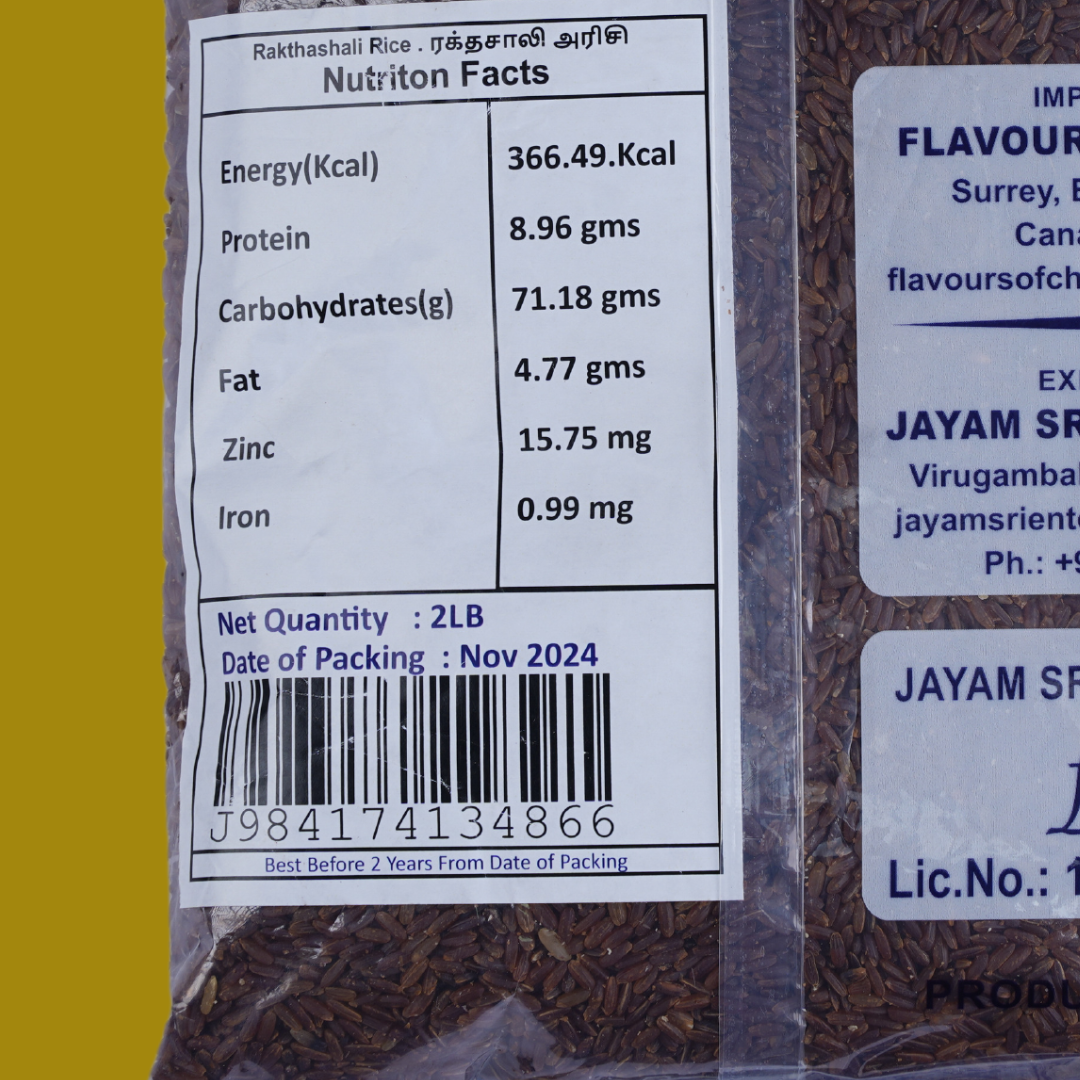 Rakthashali Rice . ரக்தசாலி அரிசி
Nutriton Facts
Energy(Kcal) 366.49.Kcal
Protein 8.96 gms
Carbohydrates(g) 71.18 gms
Fat 4.77 gms
Zinc 15.75 mg
Iron 0.99 mg
Net Quantity : 2LB
Date of Packing : Nov 2024
J984174134866
Best Before 2 Years From Date of Packing
IMP
FLAVOUR
Surrey, B
Cana
flavoursofch
EX
JAYAM SR
Virugambak
jayamsriente
Ph.: +9
JAYAM SR
Lic.No.: 1
PRODU